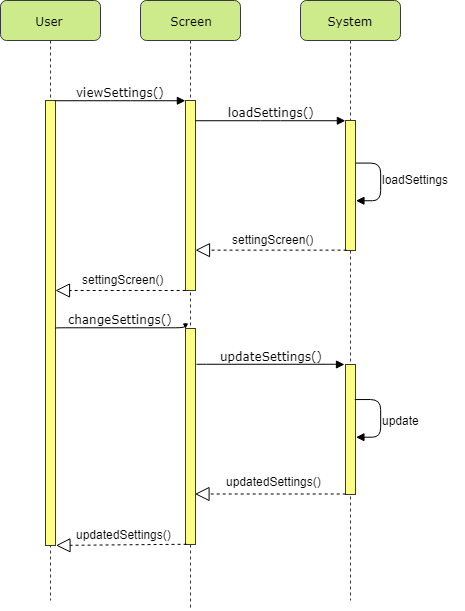 User
Screen
System
viewSettings()
loadSettings()
loadSettings
settingScreen()
settingScreen()
changeSettings()
updateSettings()
update
updatedSettings()
updatedSettings()